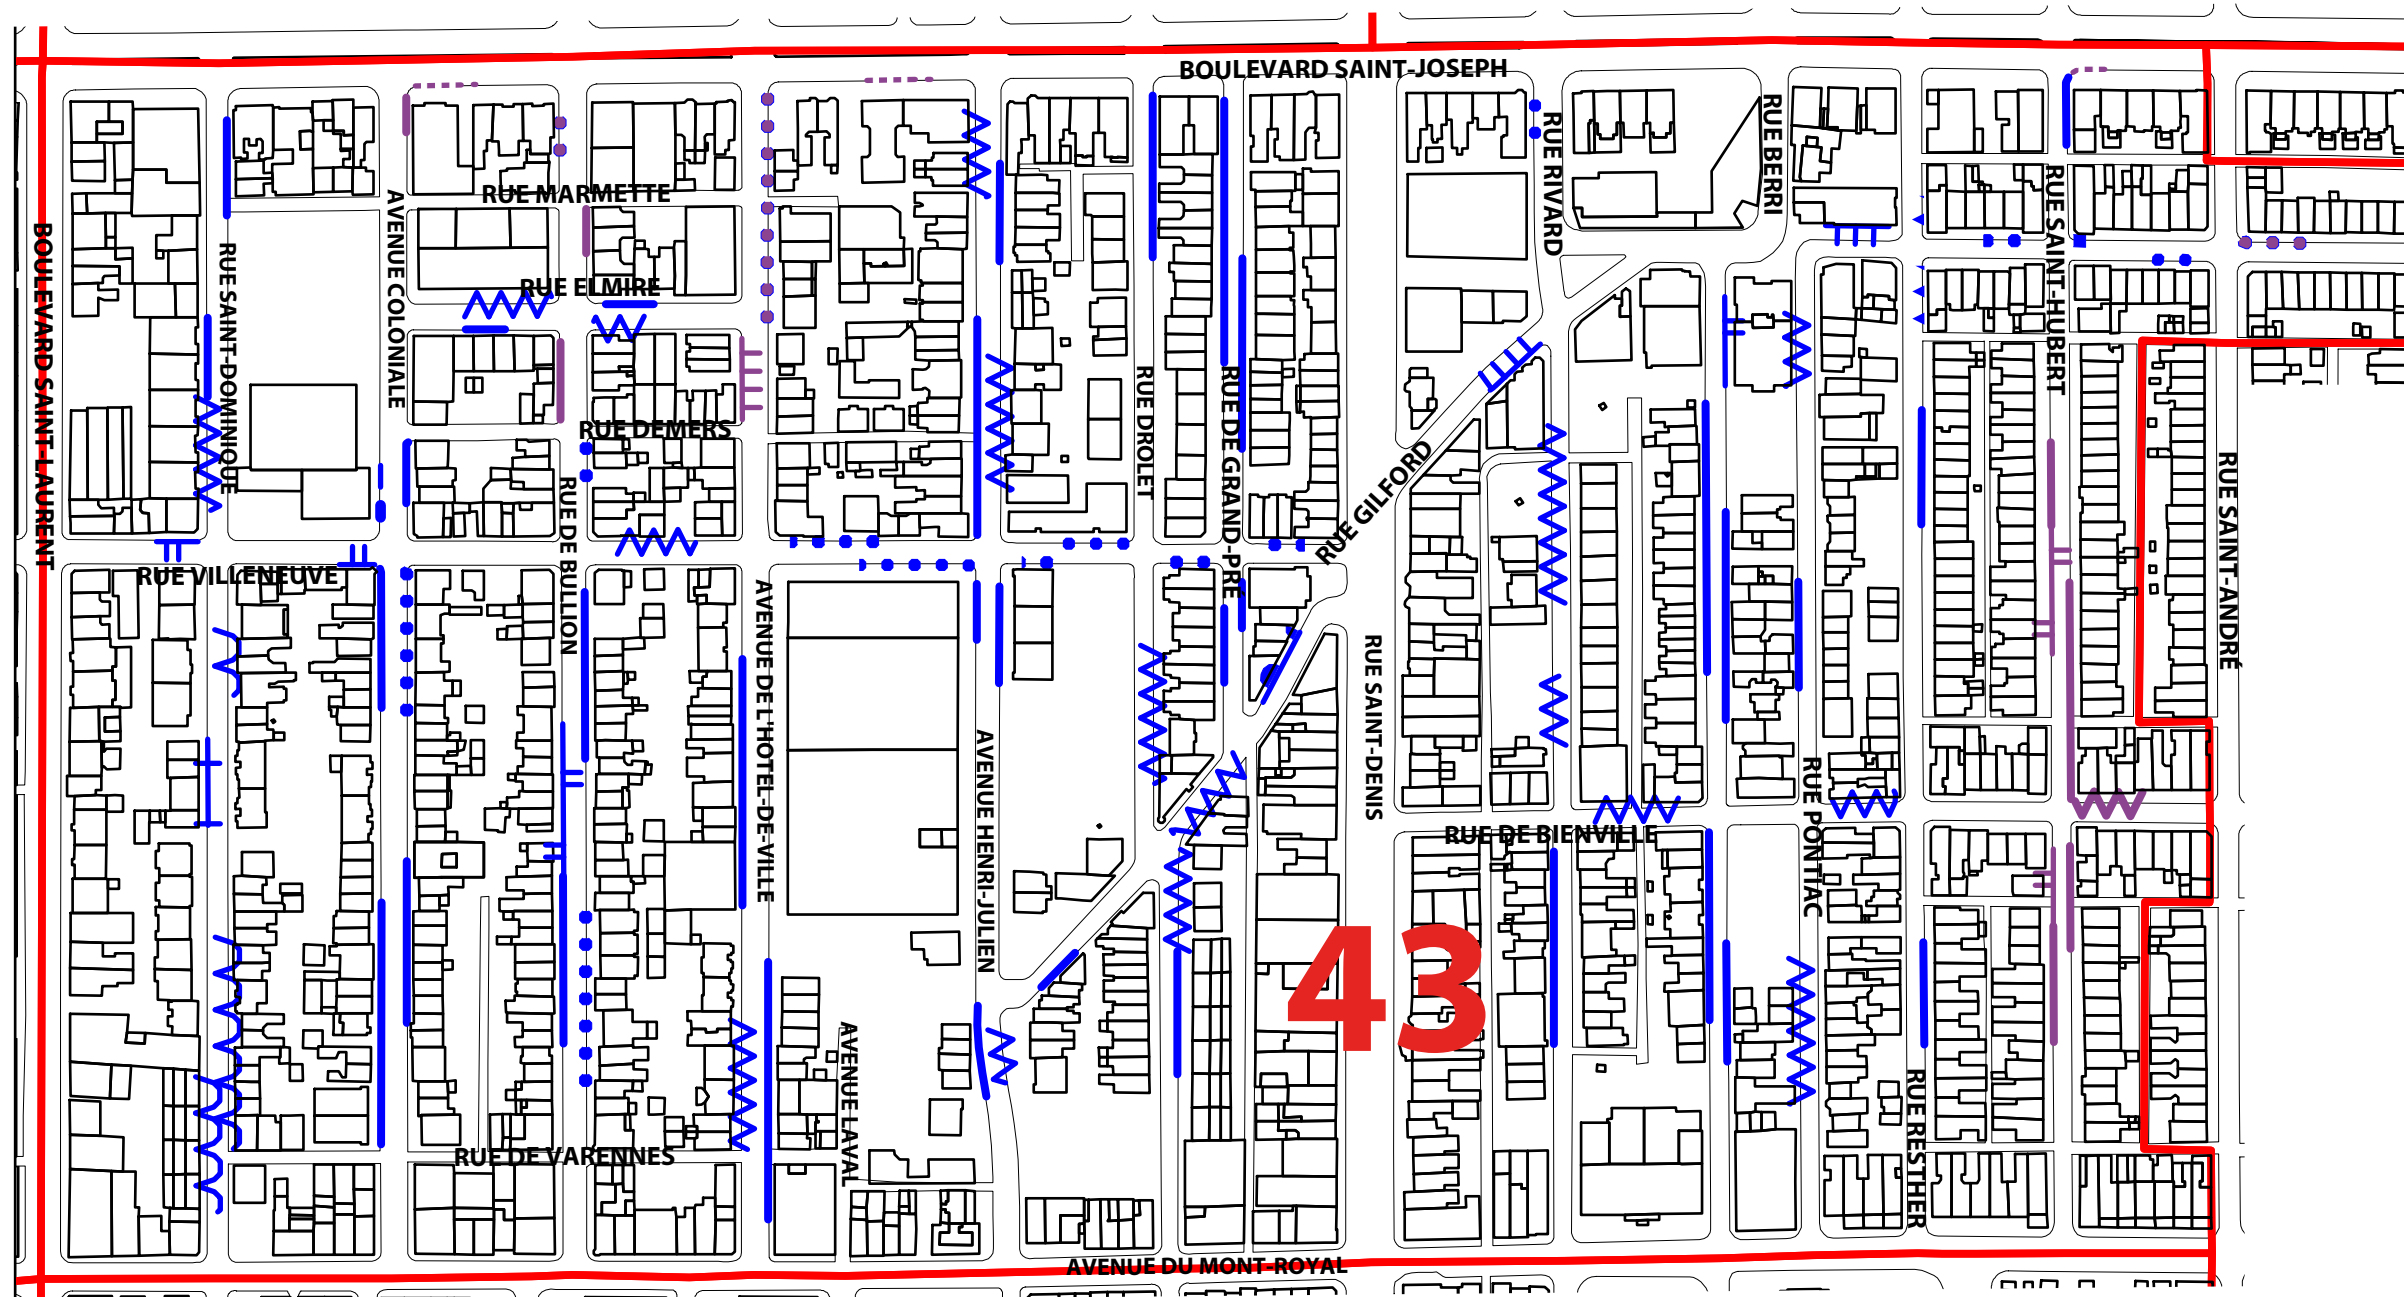 BOULEVARD SAINT-JOSEPH
RUE MARMETTE
RUE ELMIRE
RUE DEMERS
RUE VILLENEUVE
BOULEVARD SAINT-LAURENT
RUE SAINT-DOMINIQUE
AVENUE COLONIALE
RUE DE BULLION
AVENUE DE L'HOTEL-DE-VILLE
AVENUE HENRI-JULIEN
AVENUE LAVAL
RUE DROLET
RUE DE GRAND-PRÉ
RUE GILFORD
RUE SAINT-DENIS
RUE RIVARD
RUE BERRI
RUE SAINT-HUBERT
RUE SAINT-ANDRÉ
RUE PONTIAC
RUE RESTHER
RUE DE BIENVILLE
43
RUE DE VARENNES
AVENUE DU MONT-ROYAL